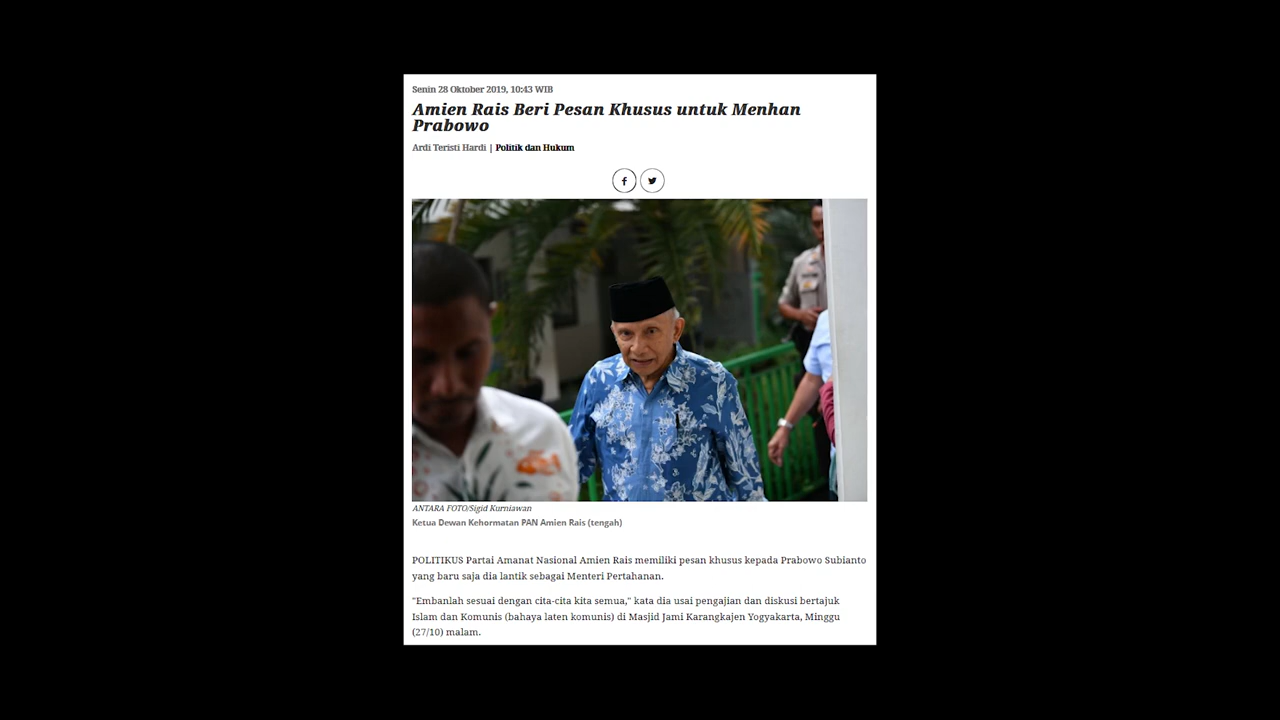 Senin 28 Oktober 2019, 10:43 WIB
Amien Rais Beri Pesan Khusus untuk Menhan
Prabowo
Ardi Teristi Hardi | Politik dan Hukum
ANTARA FOTO/Sigid Kurniawan
Ketua Dewan Kehormatan PAN Amien Rais (tengah)
POLITIKUS Partai Amanat Nasional Amien Rais memiliki pesan khusus kepada Prabowo Subianto
yang baru saja dia lantik sebagai Menteri Pertahanan.
"Embanlah sesuai dengan cita-cita kita semua," kata dia usai pengajian dan diskusi bertajuk
Islam dan Komunis (bahaya laten komunis) di Masjid Jami Karangkajen Yogyakarta, Minggu
(27/10) malam.